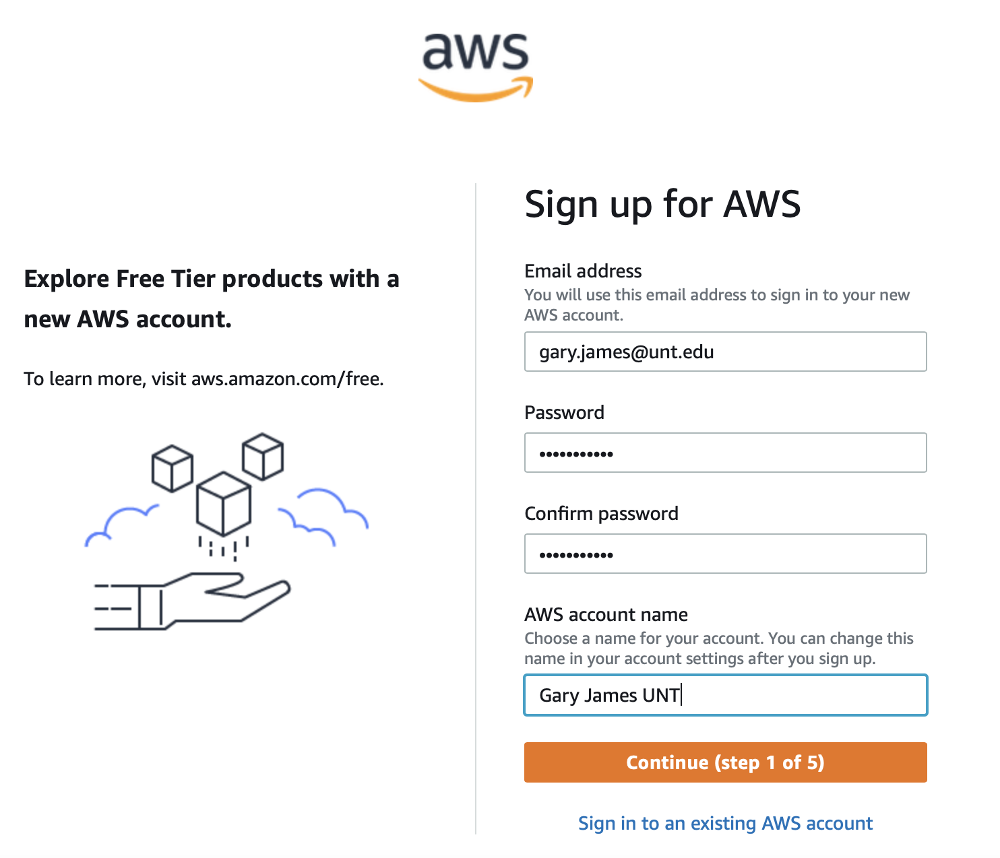 aws
Explore Free Tier products with a
new AWS account.
To learn more, visit aws.amazon.com/free.
Sign up for AWS
Email address
You will use this email address to sign in to your new
AWS account.
gary.james@unt.edu
Password
•••••••••••
Confirm password
•••••••••••
AWS account name
Choose a name for your account. You can change this
name in your account settings after you sign up.
Gary James UNT
Continue (step 1 of 5)
Sign in to an existing AWS account